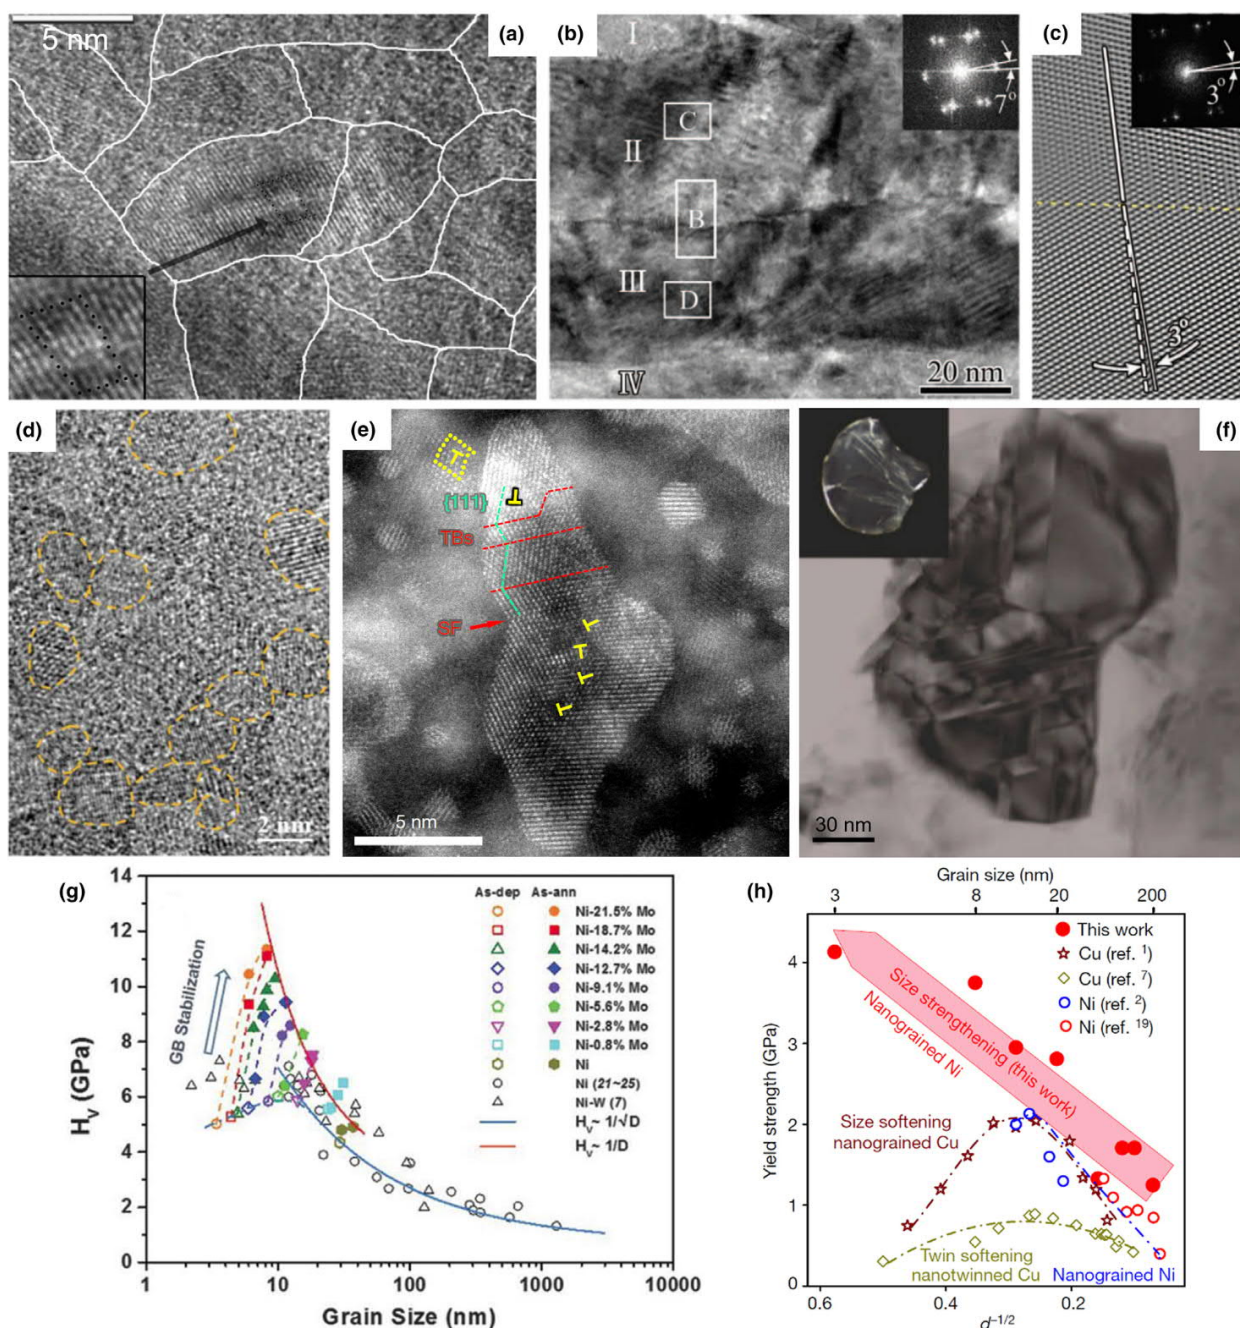 5 nm
(a)
(b)
I
II
III
IV
C
B
D
7°
20 nm
(c)
3°
3°
(d)
2 nm
(e)
{111}
TBs
SF
5 nm
(f)
30 nm
(g)
14
12
10
8
6
4
2
0
Hv (GPa)
GB Stabilization
As-dep As-ann
Ni-21.5% Mo
Ni-18.7% Mo
Ni-14.2% Mo
Ni-12.7% Mo
Ni-9.1% Mo
Ni-5.6% Mo
Ni-2.8% Mo
Ni-0.8% Mo
Ni
Ni (21~25)
Ni-W (7)
Hv~ 1/√D
Hv~ 1/D
1 10 100 1000 10000
Grain Size (nm)
(h)
Grain size (nm)
3 8 20 200
This work
Cu (ref. 1)
Cu (ref. 7)
Ni (ref. 2)
Ni (ref. 19)
Size strengthening (this work)
Nanograined Ni
Size softening
nanograined Cu
Twin softening
nanotwinned Cu
Nanograined Ni
Yield strength (GPa)
4
3
2
1
0
0.6 0.4 0.2
d-1/2